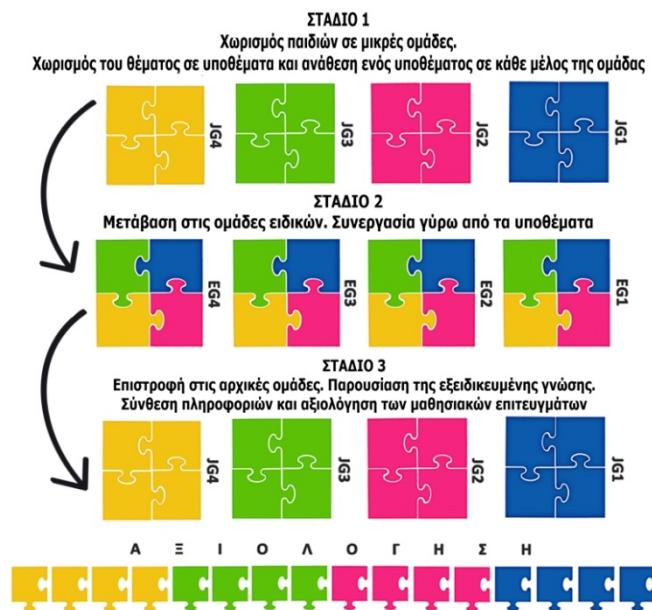 ΣΤΑΔΙΟ 1
Χωρισμός παιδιών σε μικρές ομάδες.
Χωρισμός του θέματος σε υποθέματα και ανάθεση ενός υποθέματος σε κάθε μέλος της ομάδας
JG4
JG3
JG2
JG1
ΣΤΑΔΙΟ 2
Μετάβαση στις ομάδες ειδικών. Συνεργασία γύρω από τα υποθέματα
EG4
EG3
EG2
EG1
ΣΤΑΔΙΟ 3
Επιστροφή στις αρχικές ομάδες. Παρουσίαση της εξειδικευμένης γνώσης.
Σύνθεση πληροφοριών και αξιολόγηση των μαθησιακών επιτευγμάτων
JG4
JG3
JG2
JG1
Α Ξ Ι Ο Λ Ο Γ Η Σ Η